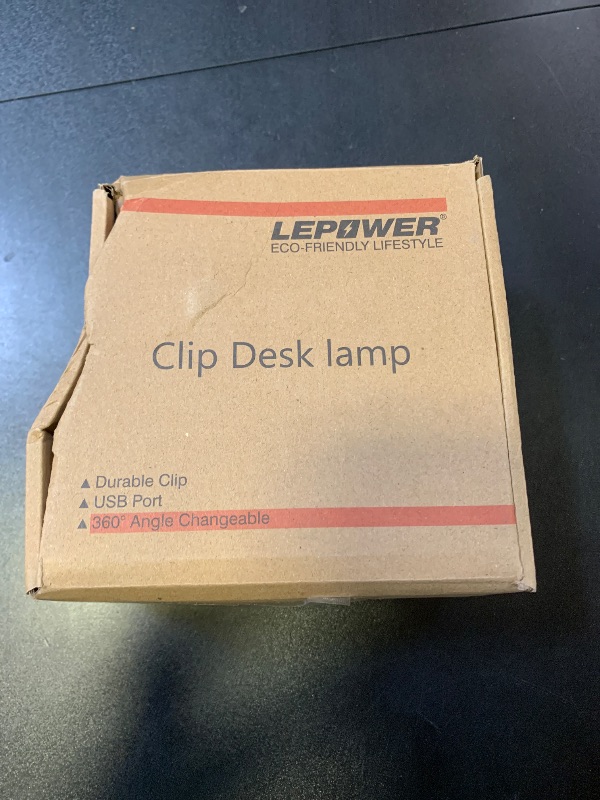 LEPOWER®
ECO-FRIENDLY LIFESTYLE
Clip Desk lamp
▲ Durable Clip
▲ USB Port
▲ 360° Angle Changeable